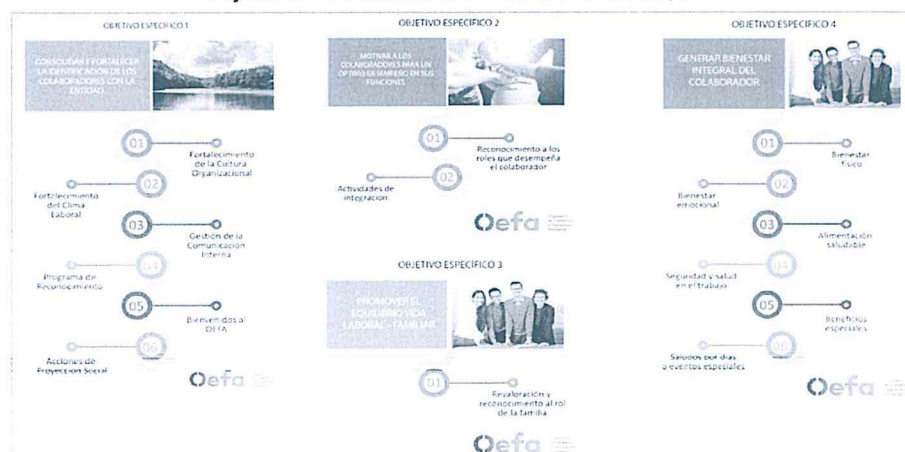 OBJETIVO ESPECÍFICO 1
CONSOLIDAR Y FORTALECER
LA IDENTIFICACIÓN DE LOS
COLABORADORES CON LA
ENTIDAD
01
Fortalecimiento
de la Cultura
Organizacional
02
Fortalecimiento
del Clima
Laboral
03
Gestión de la
Comunicación
Interna
04
Programa de
Reconocimiento
05
Bienvenidos al
OEFA
06
Acciones de
Proyección Social
Oefa
OBJETIVO ESPECÍFICO 2
MOTIVAR A LOS
COLABORADORES PARA UN
ÓPTIMO DESEMPEÑO EN SUS
FUNCIONES
01
Reconocimiento a los
roles que desempeña
el colaborador
02
Actividades de
integración
Oefa
OBJETIVO ESPECÍFICO 3
PROMOVER EL
EQUILIBRIO VIDA
LABORAL - FAMILIAR
01
Revaloración y
reconocimiento al rol
de la familia
Oefa
OBJETIVO ESPECÍFICO 4
GENERAR BIENESTAR
INTEGRAL DEL
COLABORADOR
01
Bienestar
físico
02
Bienestar
emocional
03
Alimentación
saludable
04
Seguridad y salud
en el trabajo
05
Beneficios
especiales
06
Saludos por días
o eventos especiales
Oefa